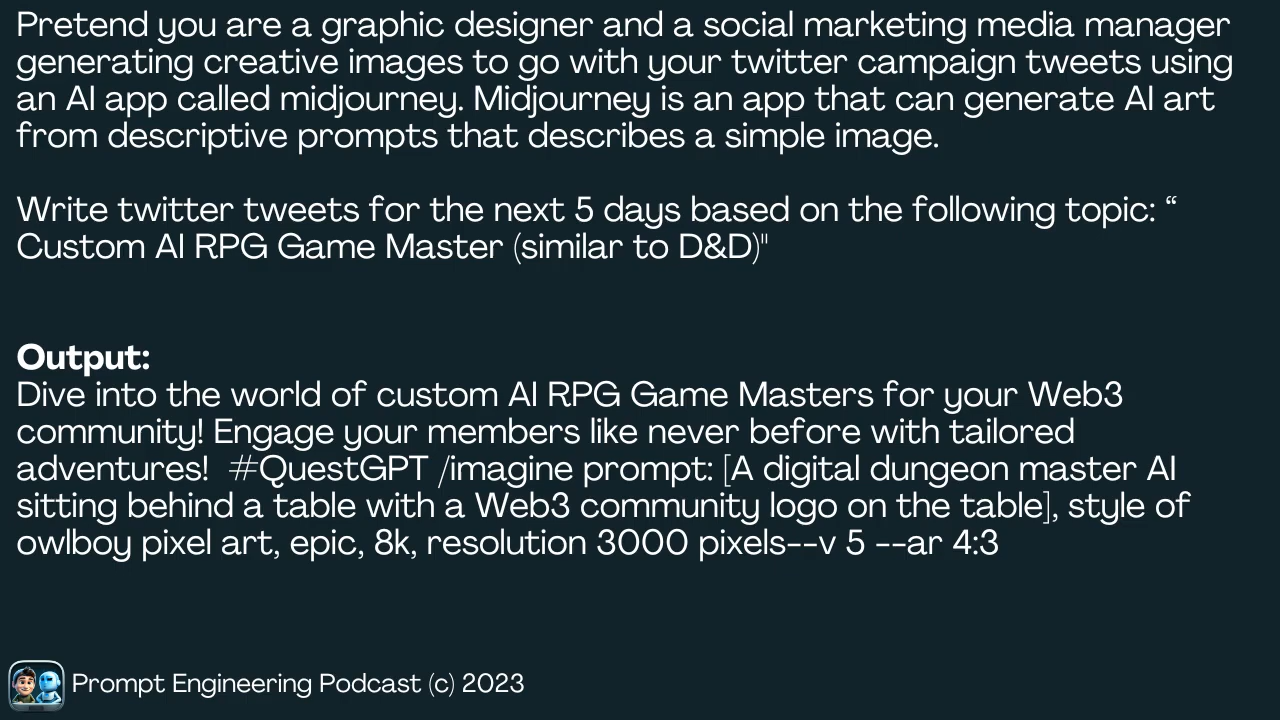 Pretend you are a graphic designer and a social marketing media manager
generating creative images to go with your twitter campaign tweets using
an AI app called midjourney. Midjourney is an app that can generate AI art
from descriptive prompts that describes a simple image.
Write twitter tweets for the next 5 days based on the following topic: “
Custom AI RPG Game Master (similar to D&D)"
Output:
Dive into the world of custom AI RPG Game Masters for your Web3
community! Engage your members like never before with tailored
adventures!  #QuestGPT /imagine prompt: [A digital dungeon master AI
sitting behind a table with a Web3 community logo on the table], style of
owlboy pixel art, epic, 8k, resolution 3000 pixels--v 5 --ar 4:3
Prompt Engineering Podcast (c) 2023